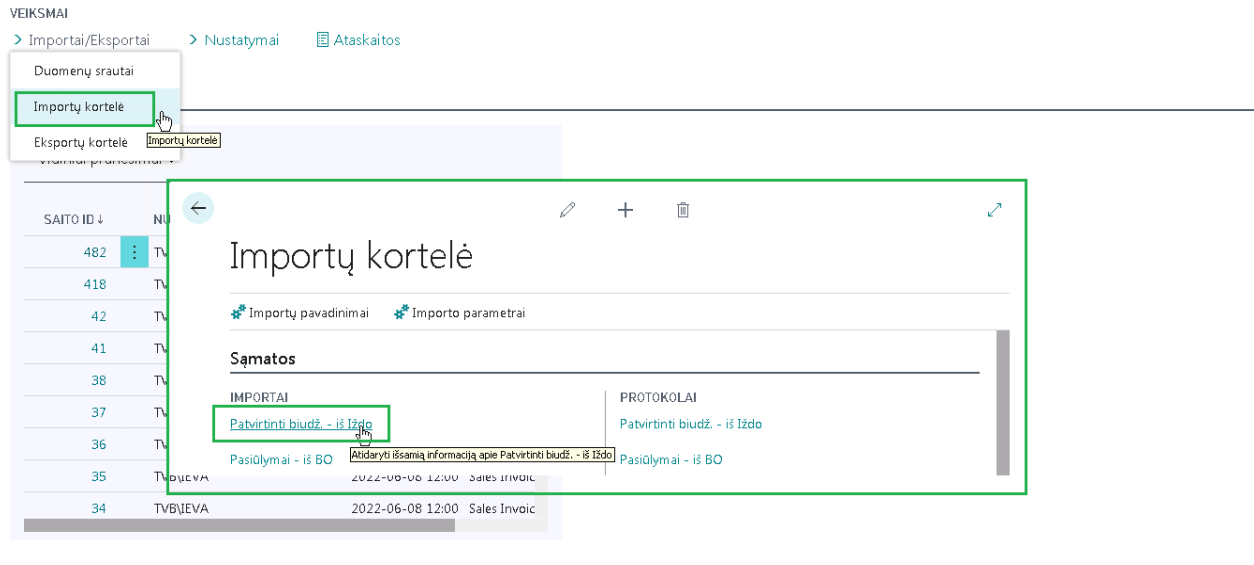 VEIKSMAI
Importai/Eksportai
Nustatymai
Ataskaitos
Duomenų srautai
Importų kortelė
Eksportų kortelė
Importų kortelė
SAITO ID↓
NU
482
418
42
41
38
37
36
35 TVB\IEVA 2022-06-08 12:00 Sales Invoic
34 TVB\IEVA 2022-06-08 12:00 Sales Invoic
Importų kortelė
Importų pavadinimai
Importo parametrai
Sąmatos
IMPORTAI
PROTOKOLAI
Patvirtinti biudž. - iš Iždo
Patvirtinti biudž. - iš Iždo
Atidaryti išsamią informaciją apie Patvirtinti biudž. - iš Iždo
Pasiūlymai - iš BO
Pasiūlymai - iš BO